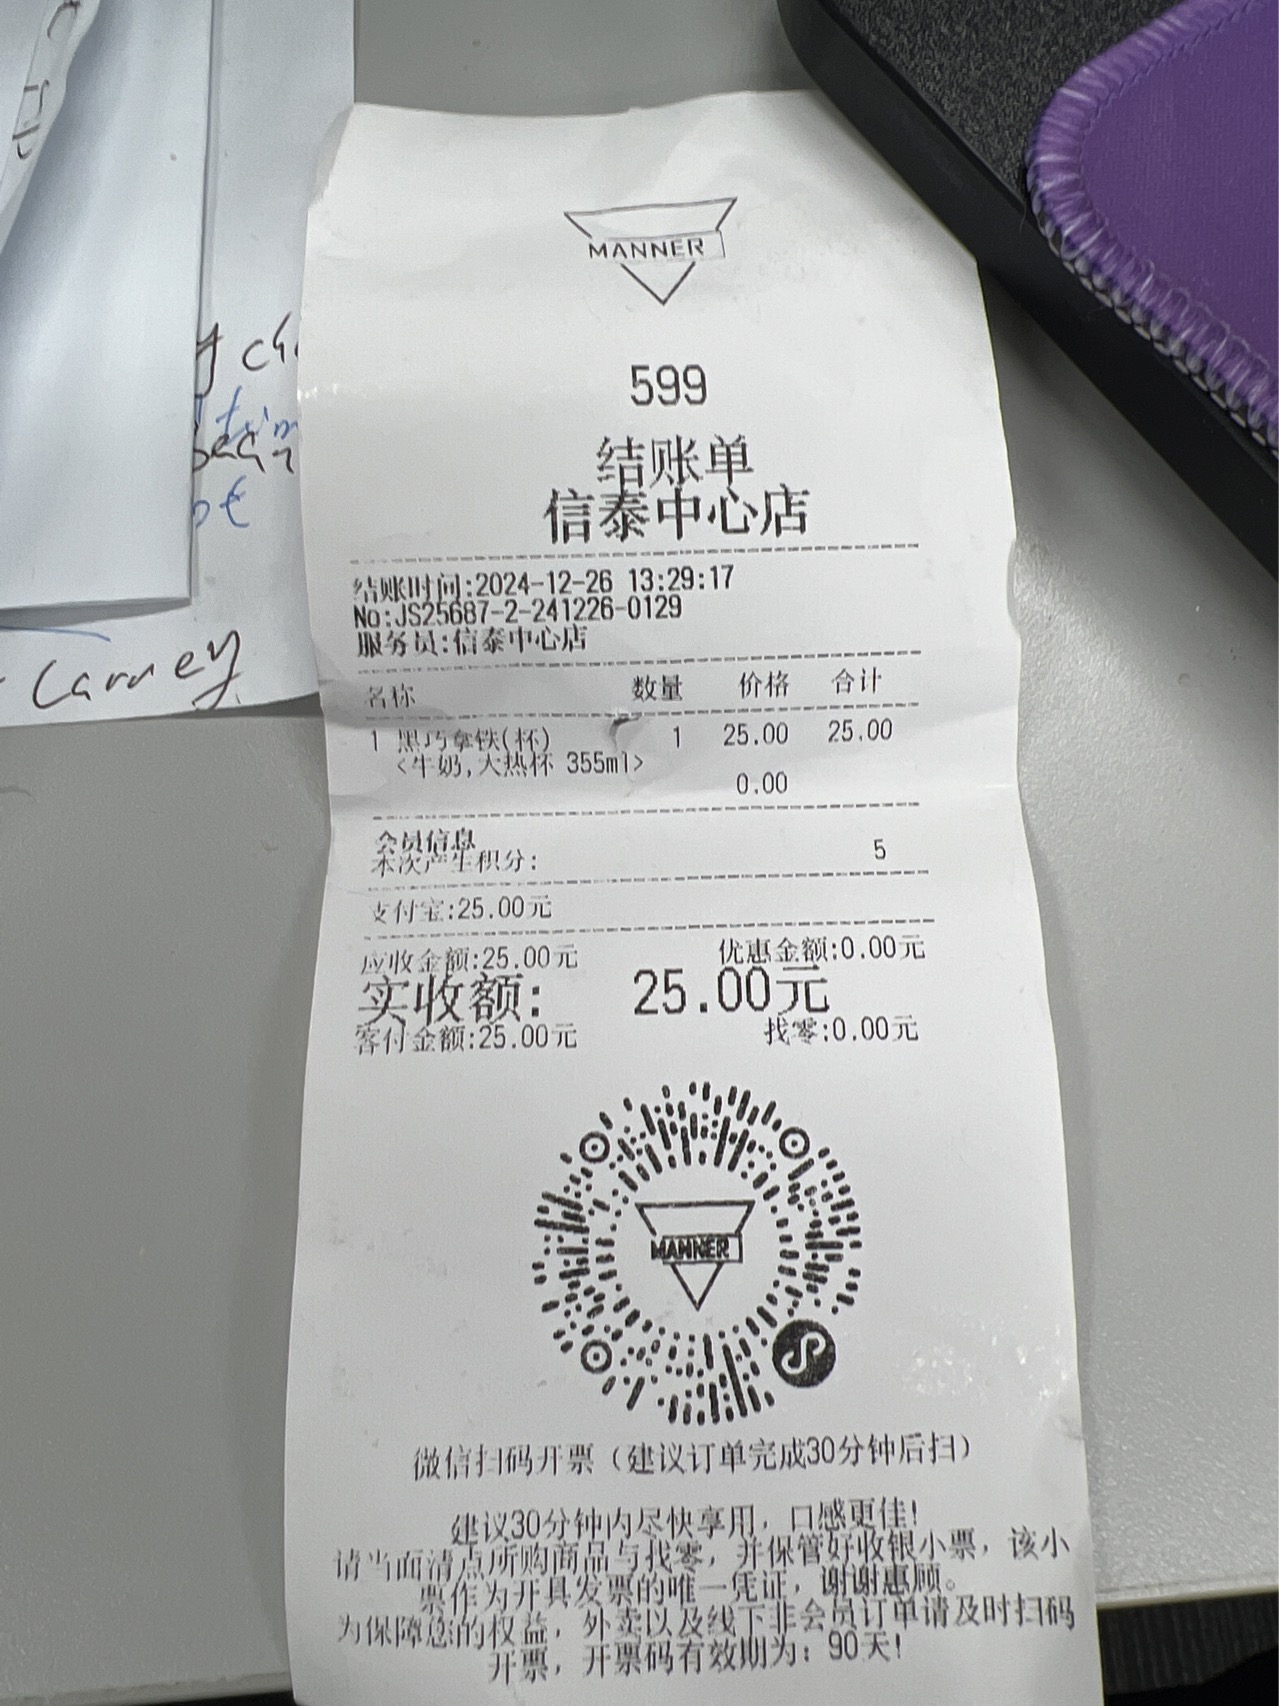 MANNER
599
结账单
信泰中心店
结账时间:2024-12-26 13:29:17
No:JS25687-2-241226-0129
服务员:信泰中心店
名称 数量 价格 合计
1 黑巧拿铁(杯) 1 25.00 25.00
<牛奶,大热杯 355ml>
0.00
会员信息
本次产生积分: 5
支付宝:25.00元
应收金额:25.00元 优惠金额:0.00元
实收额: 25.00元
客付金额:25.00元 找零:0.00元
MANNER
微信扫码开票（建议订单完成30分钟后扫）
建议30分钟内尽快享用，口感更佳!
请当面清点所购商品与找零，并保管好收银小票，该小
票作为开具发票的唯一凭证，谢谢惠顾。
为保障您的权益，外卖以及线下非会员订单请及时扫码
开票，开票码有效期为：90天!